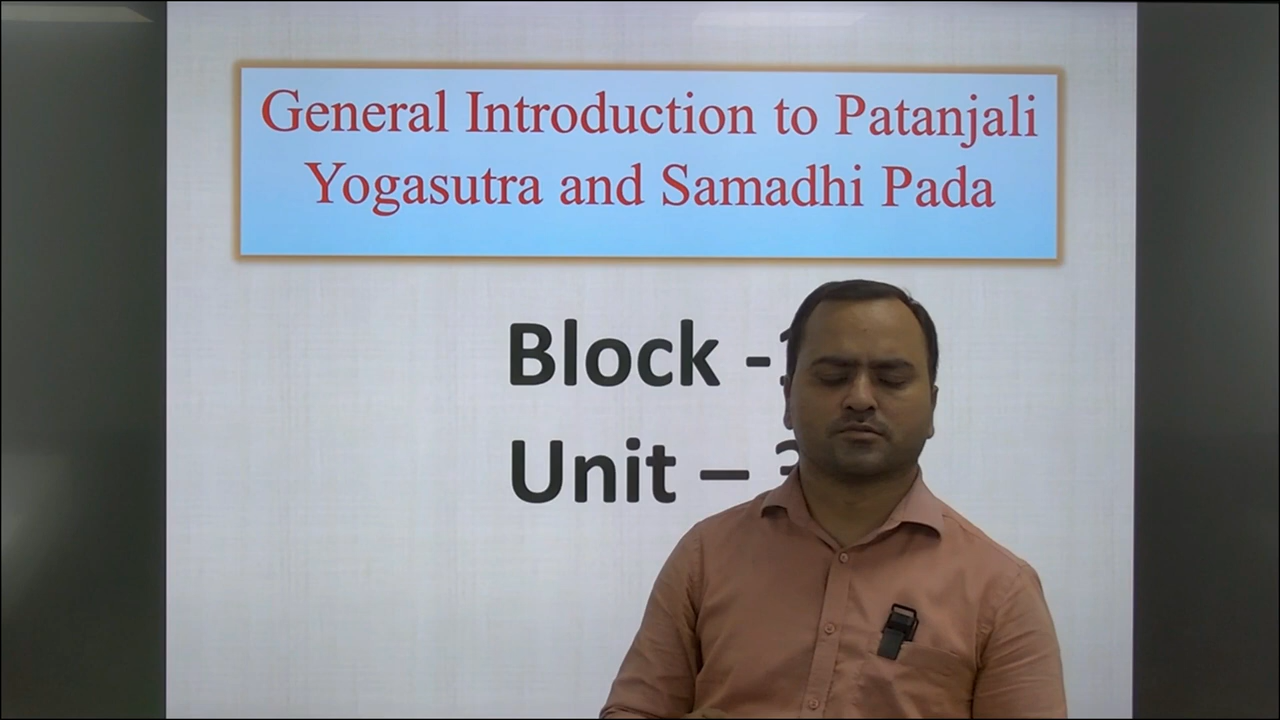 General Introduction to Patanjali
Yogasutra and Samadhi Pada
Block -
Unit –